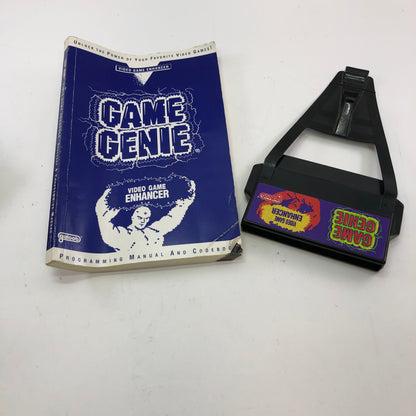 UNLOCK THE POWER OF YOUR FAVORITE VIDEO GAMES!
VIDEO GAME ENHANCER
GAME
GENIE
VIDEO GAME
ENHANCER
Galoob
PROGRAMMING MANUAL AND CODEBOOK
GAME
GENIE
VIDEO GAME
ENHANCER